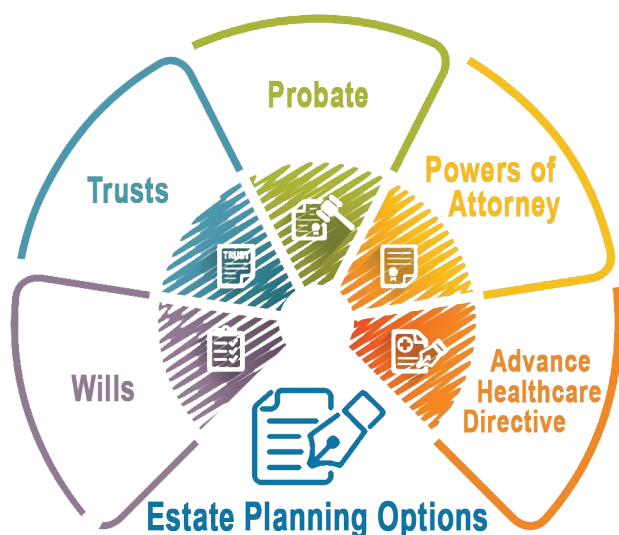 Probate
Trusts
TRUST
Powers of
Attorney
Wills
Advance
Healthcare
Directive
Estate Planning Options